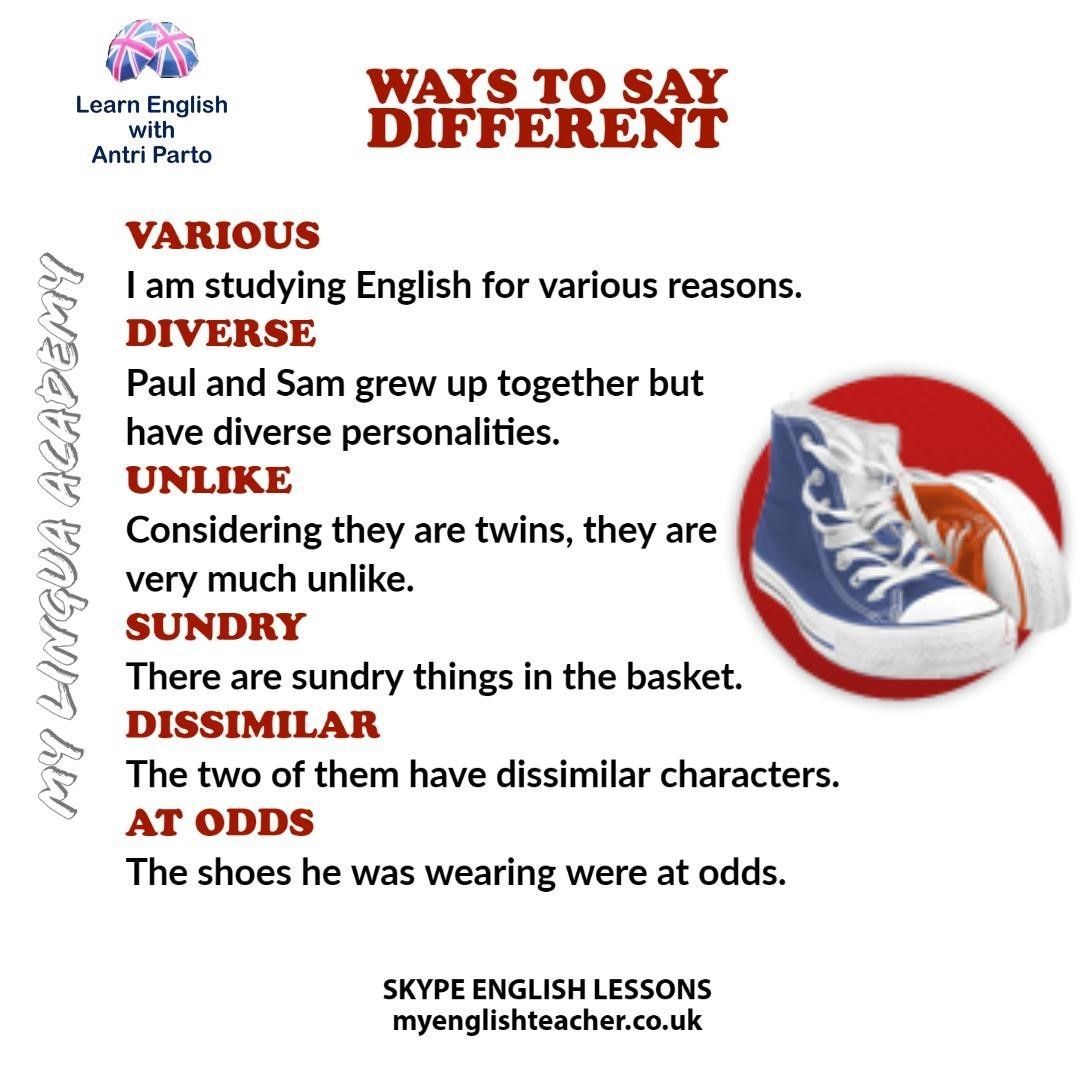 Learn English
with
Antri Parto
WAYS TO SAY
DIFFERENT
MY LINGUA ACADEMY
VARIOUS
I am studying English for various reasons.
DIVERSE
Paul and Sam grew up together but
have diverse personalities.
UNLIKE
Considering they are twins, they are
very much unlike.
SUNDRY
There are sundry things in the basket.
DISSIMILAR
The two of them have dissimilar characters.
AT ODDS
The shoes he was wearing were at odds.
SKYPE ENGLISH LESSONS
myenglishteacher.co.uk